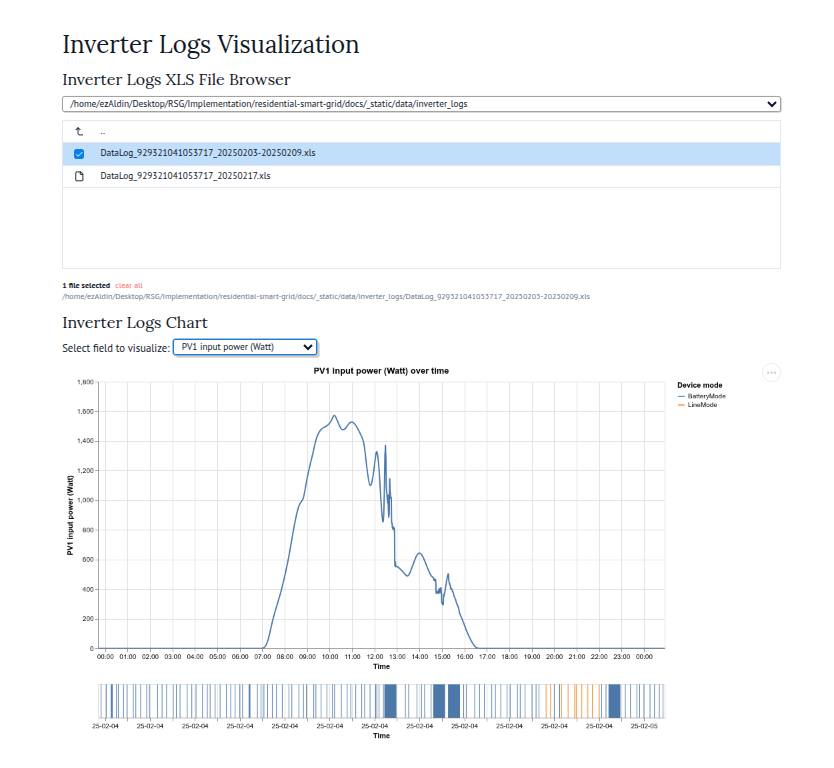 Inverter Logs Visualization
Inverter Logs XLS File Browser
/home/ezAldin/Desktop/RSG/Implementation/residential-smart-grid/docs/_static/data/inverter_logs
..
DataLog_929321041053717_20250203-20250209.xls
DataLog_929321041053717_20250217.xls
1 file selected clear all
/home/ezAldin/Desktop/RSG/Implementation/residential-smart-grid/docs/_static/data/inverter_logs/DataLog_929321041053717_20250203-20250209.xls
Inverter Logs Chart
Select field to visualize: PV1 input power (Watt)
PV1 input power (Watt) over time
Device mode
BatteryMode
LineMode
1,800
1,600
1,400
1,200
1,000
800
600
400
200
0
PV1 input power (Watt)
00:00 01:00 02:00 03:00 04:00 05:00 06:00 07:00 08:00 09:00 10:00 11:00 12:00 13:00 14:00 15:00 16:00 17:00 18:00 19:00 20:00 21:00 22:00 23:00 00:00
Time
25-02-04 25-02-04 25-02-04 25-02-04 25-02-04 25-02-04 25-02-04 25-02-04 25-02-04 25-02-04 25-02-04 25-02-04 25-02-05
Time